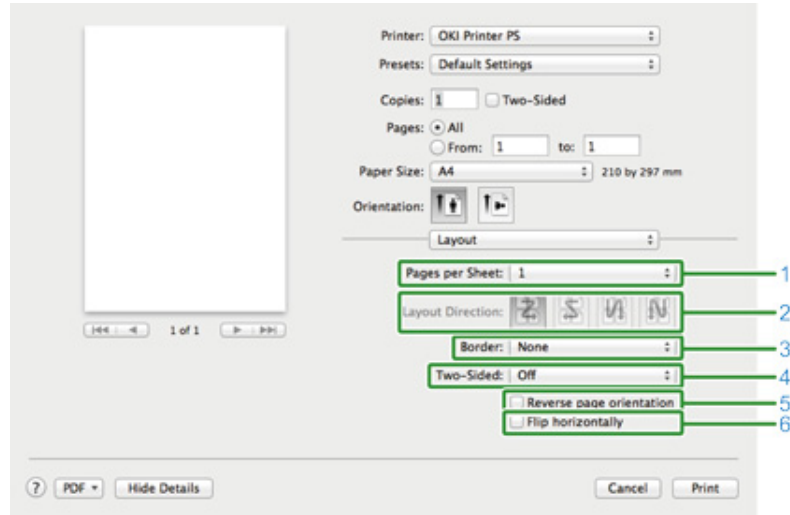 Printer: OKI Printer PS
Presets: Default Settings
Copies: 1 Two-Sided
Pages: All
From: 1 to: 1
Paper Size: A4 210 by 297 mm
Orientation:
Layout
Pages per Sheet: 1 1
Layout Direction: 2
Border: None 3
Two-Sided: Off 4
Reverse page orientation 5
Flip horizontally 6
1 of 1
? PDF Hide Details Cancel Print